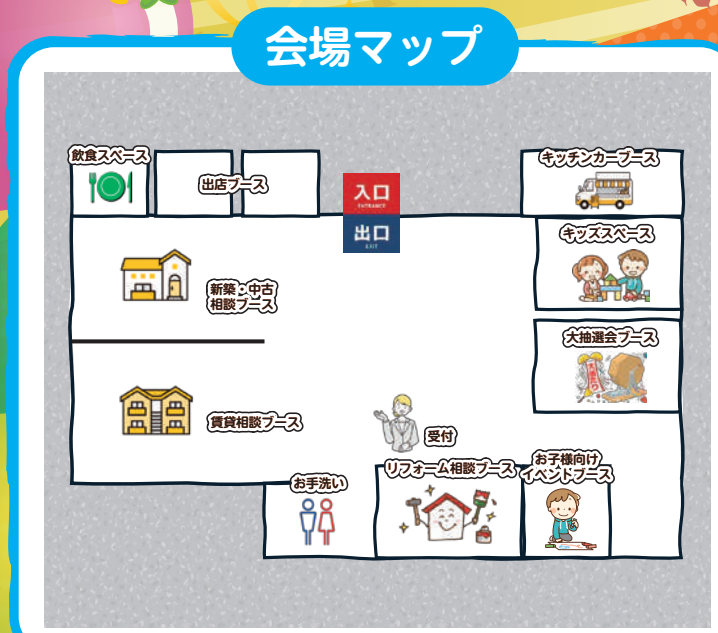 会場マップ
飲食スペース
出店ブース
入口
ENTRANCE
出口
EXIT
キッチンカーブース
キッズスペース
新築・中古
相談ブース
大抽選会ブース
大当たり
賃貸相談ブース
受付
お手洗い
リフォーム相談ブース
お子様向け
イベントブース